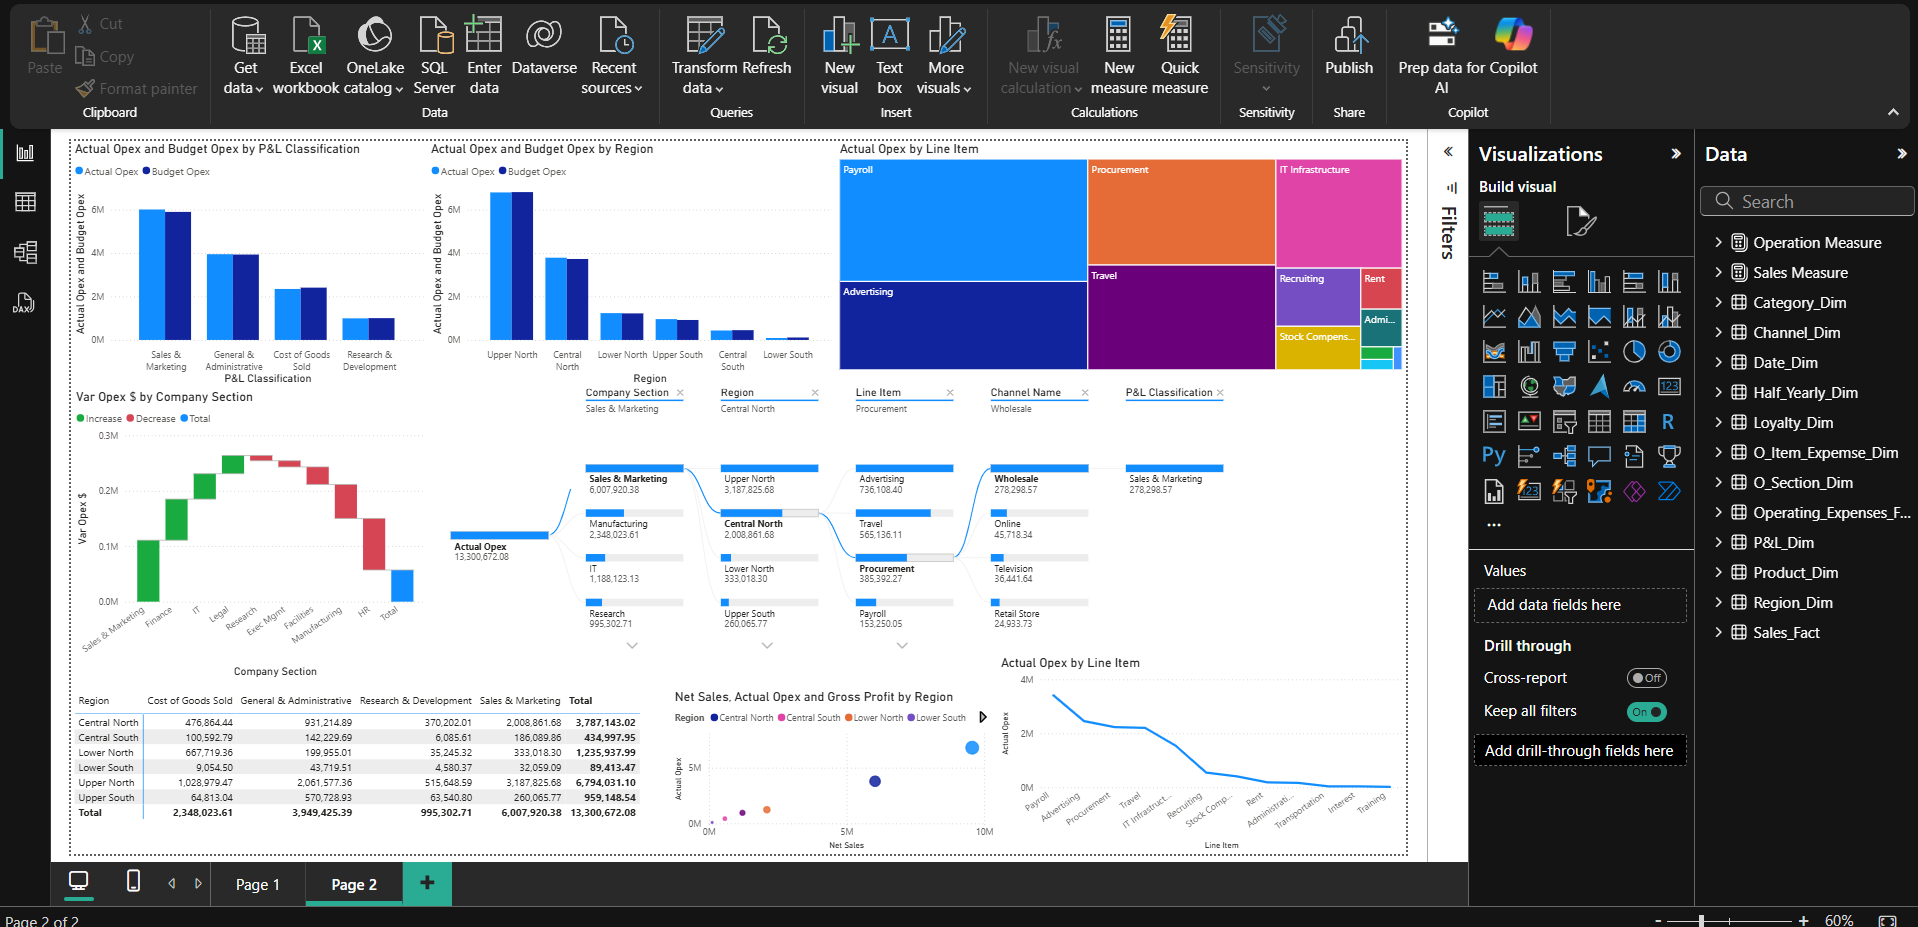 Paste
Cut
Copy
Format painter
Clipboard
Get data
Excel workbook
OneLake catalog
SQL Server
Enter data
Dataverse
Recent sources
Data
Transform data
Refresh
Queries
New visual
Text box
More visuals
Insert
New visual calculation
New measure
Quick measure
Calculations
Sensitivity
Sensitivity
Publish
Share
Prep data for AI
Copilot
Copilot
Actual Opex and Budget Opex by P&L Classification
Actual Opex Budget Opex
Actual Opex and Budget Opex
6M
4M
2M
0M
Sales & Marketing
General & Administrative
Cost of Goods Sold
Research & Development
P&L Classification
Actual Opex and Budget Opex by Region
Actual Opex Budget Opex
Actual Opex and Budget Opex
6M
4M
2M
0M
Upper North
Central North
Lower North
Upper South
Central South
Lower South
Region
Actual Opex by Line Item
Payroll
Advertising
Procurement
Travel
IT Infrastructure
Recruiting
Stock Compens...
Rent
Admi...
Var Opex $ by Company Section
Increase Decrease Total
Var Opex $
0.3M
0.2M
0.1M
0.0M
Sales & Marketing
Finance
IT
Legal
Research
Exec Mgmt
Facilities
Manufacturing
HR
Total
Company Section
Company Section
Sales & Marketing
Region
Central North
Line Item
Procurement
Channel Name
Wholesale
P&L Classification
Actual Opex
13,300,672.08
Sales & Marketing
6,007,920.38
Manufacturing
2,348,023.61
IT
1,188,123.13
Research
995,302.71
Upper North
3,187,825.68
Central North
2,008,861.68
Lower North
333,018.30
Upper South
260,065.77
Advertising
736,108.40
Travel
565,136.11
Procurement
385,392.27
Payroll
153,250.05
Wholesale
278,298.57
Online
45,718.34
Television
36,441.64
Retail Store
24,933.73
Sales & Marketing
278,298.57
Region Cost of Goods Sold General & Administrative Research & Development Sales & Marketing Total
Central North 476,864.44 931,214.89 370,202.01 2,008,861.68 3,787,143.02
Central South 100,592.79 142,229.69 6,085.61 186,089.86 434,997.95
Lower North 667,719.36 199,955.01 35,245.32 333,018.30 1,235,937.99
Lower South 9,054.50 43,719.51 4,580.37 32,059.09 89,413.47
Upper North 1,028,979.47 2,061,577.36 515,648.59 3,187,825.68 6,794,031.10
Upper South 64,813.04 570,728.93 63,540.80 260,065.77 959,148.54
Total 2,348,023.61 3,949,425.39 995,302.71 6,007,920.38 13,300,672.08
Net Sales, Actual Opex and Gross Profit by Region
Region Central North Central South Lower North Lower South
Actual Opex
5M
0M
0M
5M
10M
Net Sales
Actual Opex by Line Item
Actual Opex
4M
2M
0M
Payroll
Advertising
Procurement
Travel
IT Infrastruct...
Recruiting
Stock Comp...
Rent
Administrati...
Transportation
Interest
Training
Line Item
Filters
Visualizations
Build visual
123
R
Py
123
...
Values
Add data fields here
Drill through
Cross-report
Off
Keep all filters
On
Add drill-through fields here
Data
Search
Operation Measure
Sales Measure
Category_Dim
Channel_Dim
Date_Dim
Half_Yearly_Dim
Loyalty_Dim
O_Item_Expemse_Dim
O_Section_Dim
Operating_Expenses_F...
P&L_Dim
Product_Dim
Region_Dim
Sales_Fact
DAX
Page 1
Page 2
+
Page 2 of 2
- + 60%